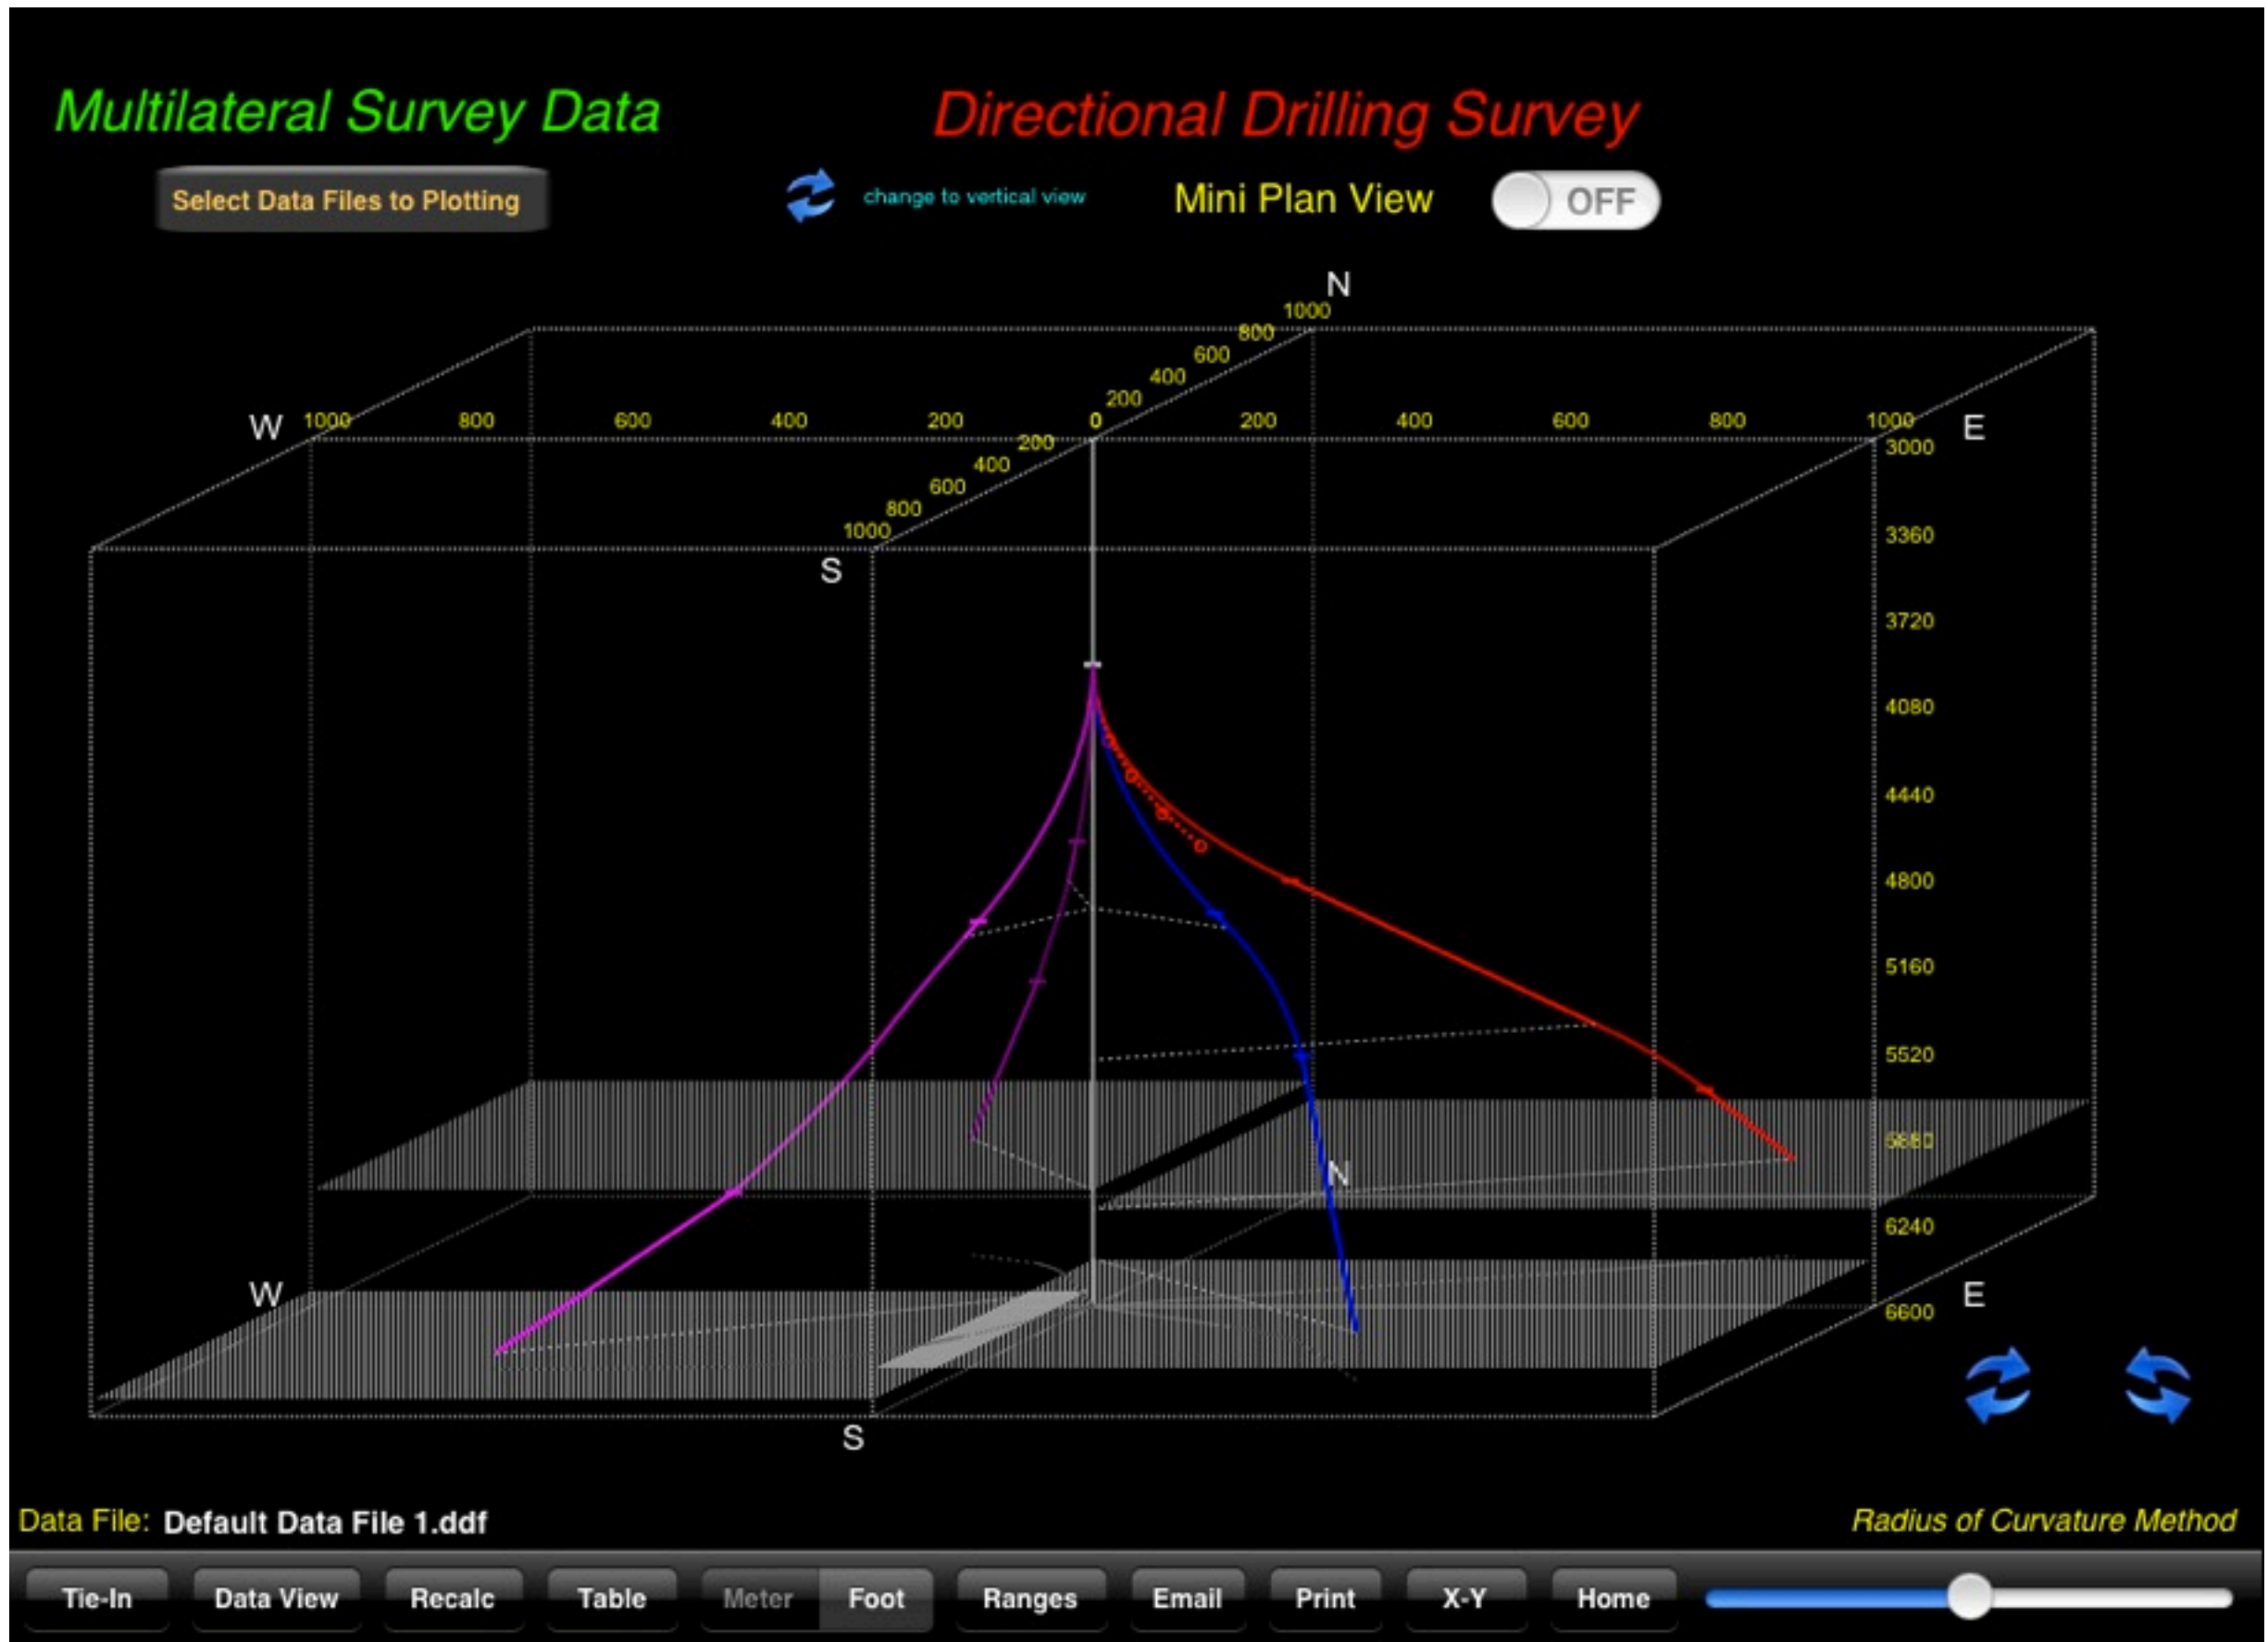 Multilateral Survey Data
Directional Drilling Survey
Select Data Files to Plotting
change to vertical view
Mini Plan View
OFF
N
1000
800
600
400
200
W 1000 800 600 400 200 0 200 400 600 800 1000 E
200
400
600
800
1000
S
3000
3360
3720
4080
4440
4800
5160
5520
5880
6240
6600
N
W
E
S
Data File: Default Data File 1.ddf
Radius of Curvature Method
Tie-In Data View Recalc Table Meter Foot Ranges Email Print X-Y Home